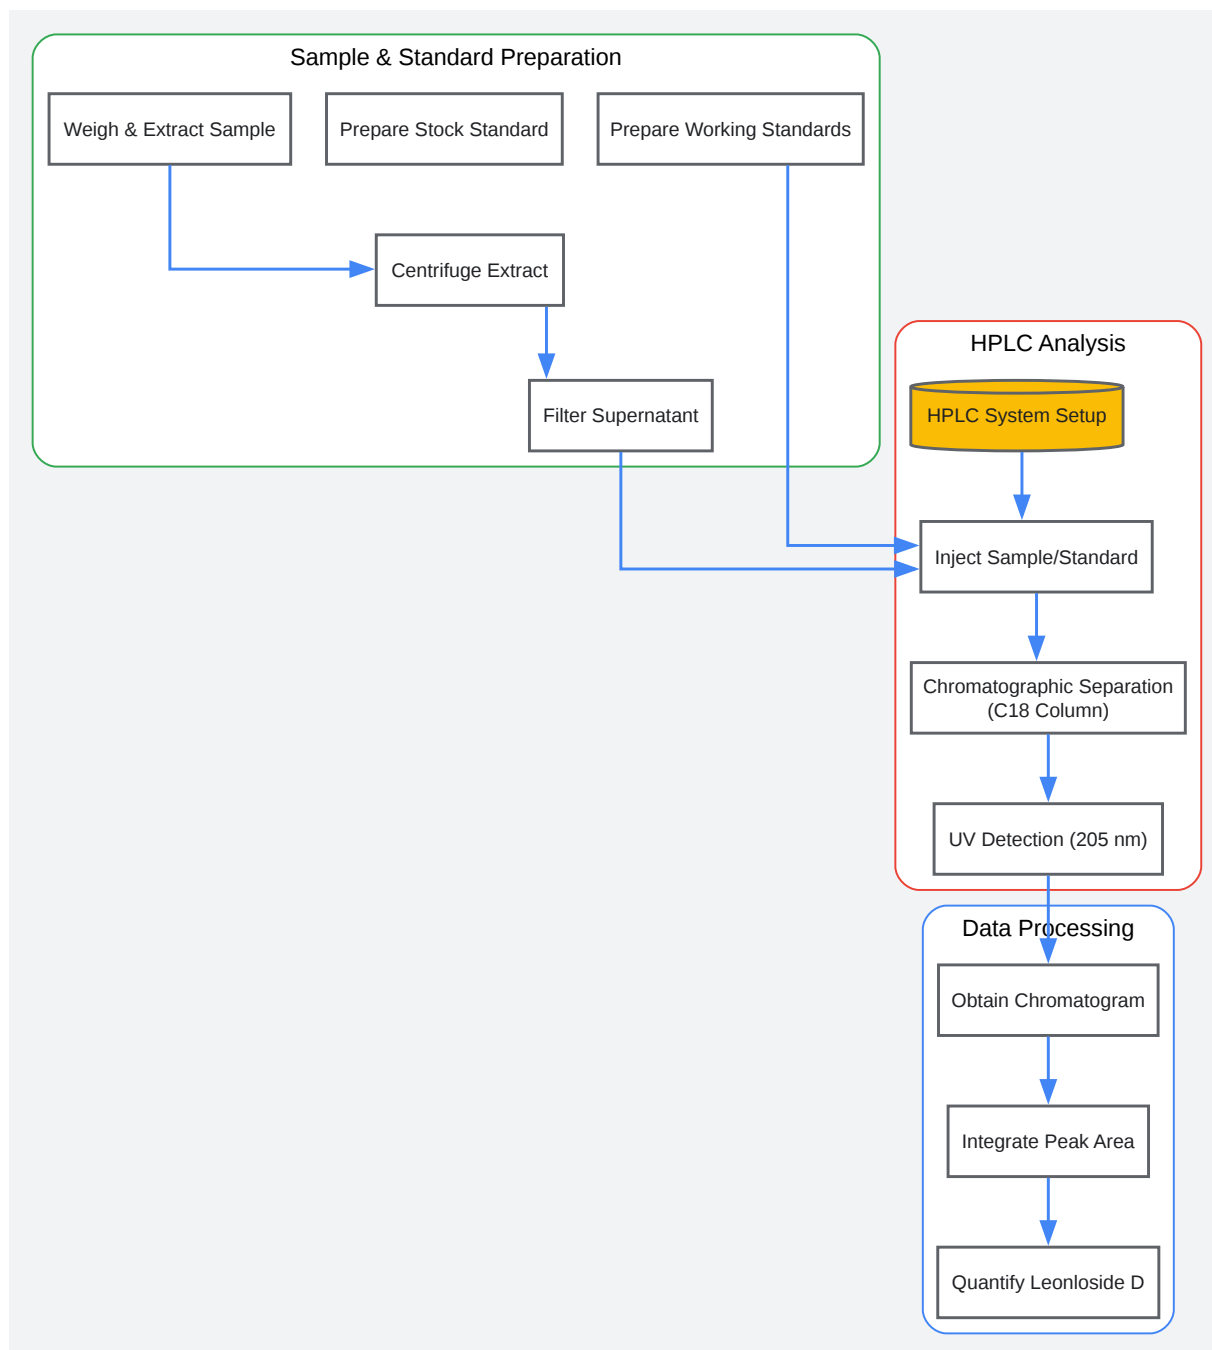 Sample & Standard Preparation
Weigh & Extract Sample
Prepare Stock Standard
Prepare Working Standards
Centrifuge Extract
Filter Supernatant
HPLC Analysis
HPLC System Setup
Inject Sample/Standard
Chromatographic Separation
(C18 Column)
UV Detection (205 nm)
Data Processing
Obtain Chromatogram
Integrate Peak Area
Quantify Leonloside D